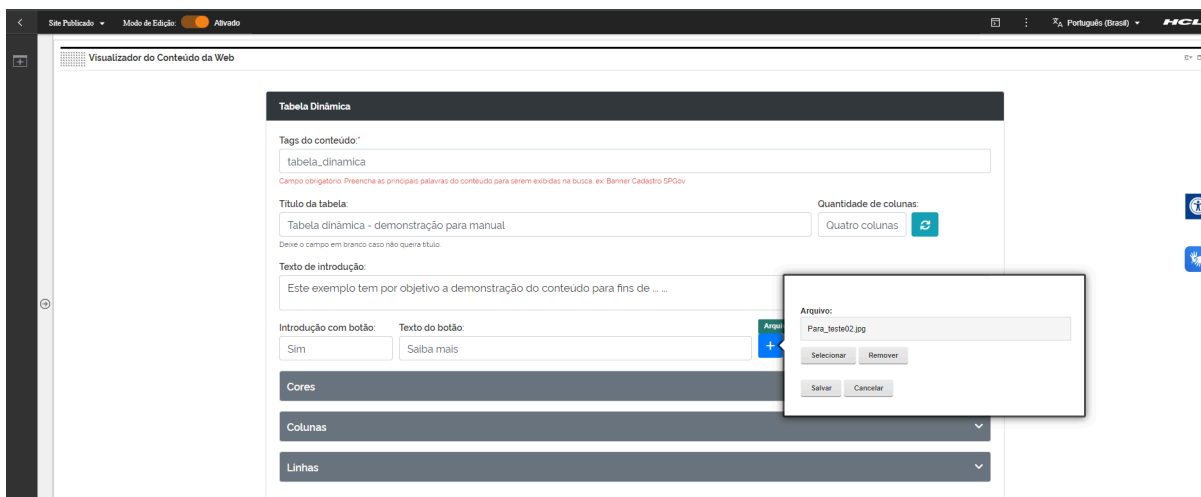 Site Publicado Modo de Edição: Ativado Português (Brasil) HCL
Visualizador do Conteúdo da Web
Tabela Dinâmica
Tags do conteúdo:*
tabela_dinamica
Campo obrigatório. Preencha as principais palavras do conteúdo para serem exibidas na busca. ex: Banner Cadastro SPGov
Título da tabela: Quantidade de colunas:
Tabela dinâmica - demonstração para manual Quatro colunas
Deixe o campo em branco caso não queira título.
Texto de introdução:
Este exemplo tem por objetivo a demonstração do conteúdo para fins de ... ...
Arquivo:
Para_teste02.jpg
Introdução com botão: Texto do botão: Arqui
Sim Saiba mais +
Selecionar Remover
Salvar Cancelar
Cores
Colunas
Linhas